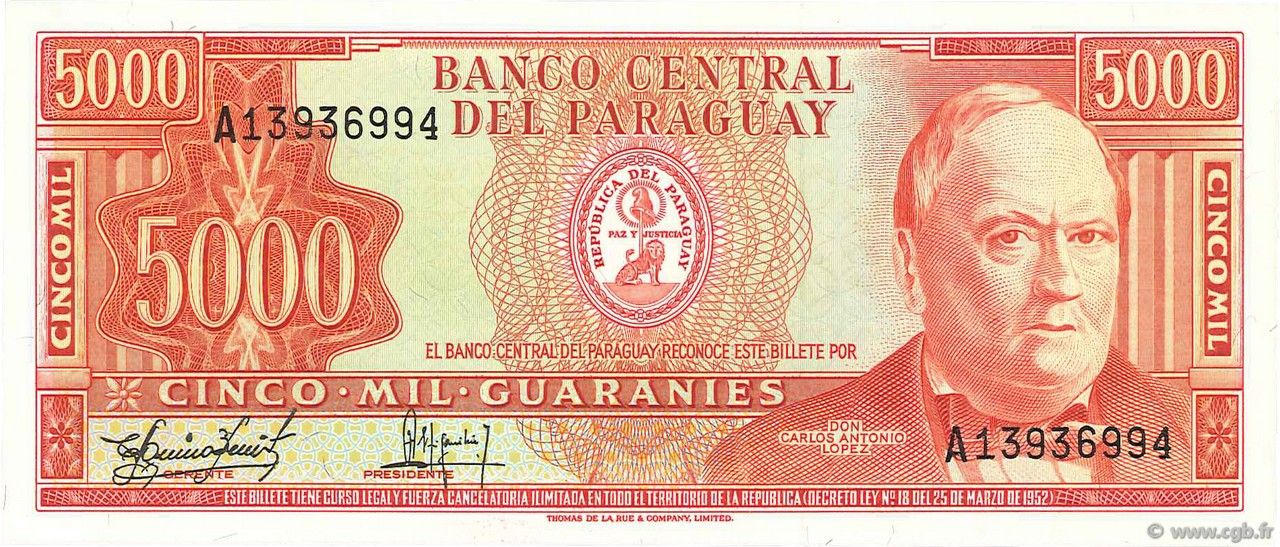 5000
BANCO CENTRAL
DEL PARAGUAY
5000
A13936994
CINCO MIL
5000
REPUBLICA DEL PARAGUAY
PAZ Y JUSTICIA
CINCO MIL
EL BANCO CENTRAL DEL PARAGUAY RECONOCE ESTE BILLETE POR
CINCO·MIL·GUARANIES
DON
CARLOS ANTONIO
LOPEZ
A13936994
GERENTE
PRESIDENTE
ESTE BILLETE TIENE CURSO LEGAL Y FUERZA CANCELATORIA ILIMITADA EN TODO EL TERRITORIO DE LA REPUBLICA (DECRETO LEY Nº 18 DEL 25 DE MARZO DE 1952)
THOMAS DE LA RUE & COMPANY, LIMITED.
© www.cgb.fr